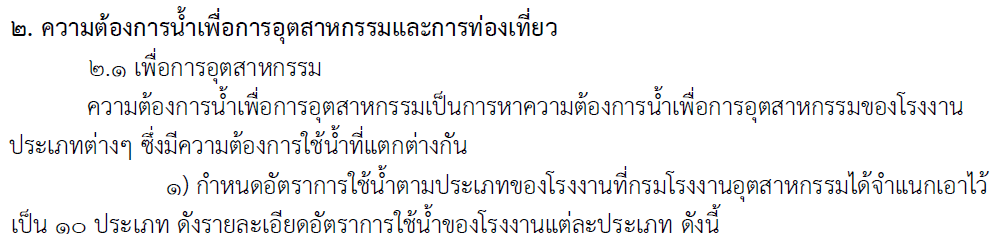 ๒. ความต้องการน้ำเพื่อการอุตสาหกรรมและการท่องเที่ยว
๒.๑ เพื่อการอุตสาหกรรม
ความต้องการน้ำเพื่อการอุตสาหกรรมเป็นการหาความต้องการน้ำเพื่อการอุตสาหกรรมของโรงงาน
ประเภทต่างๆ ซึ่งมีความต้องการใช้น้ำที่แตกต่างกัน
๑) กำหนดอัตราการใช้น้ำตามประเภทของโรงงานที่กรมโรงงานอุตสาหกรรมได้จำแนกเอาไว้
เป็น ๑๐ ประเภท ดังรายละเอียดอัตราการใช้น้ำของโรงงานแต่ละประเภท ดังนี้